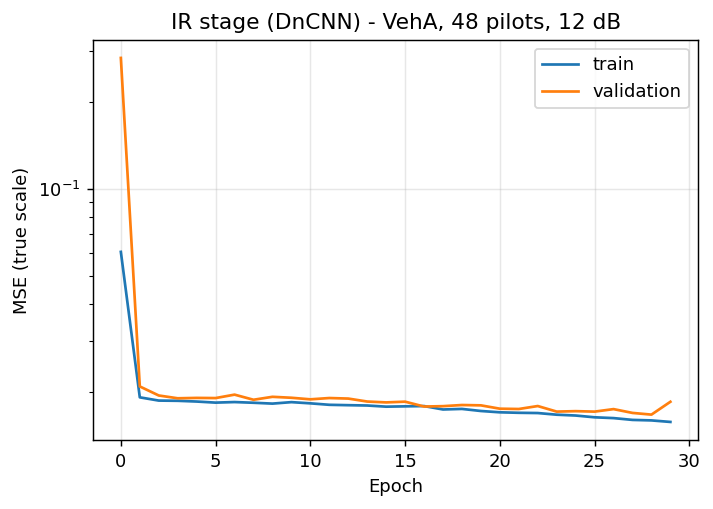 IR stage (DnCNN) - VehA, 48 pilots, 12 dB
train
validation
10⁻¹
MSE (true scale)
0 5 10 15 20 25 30
Epoch